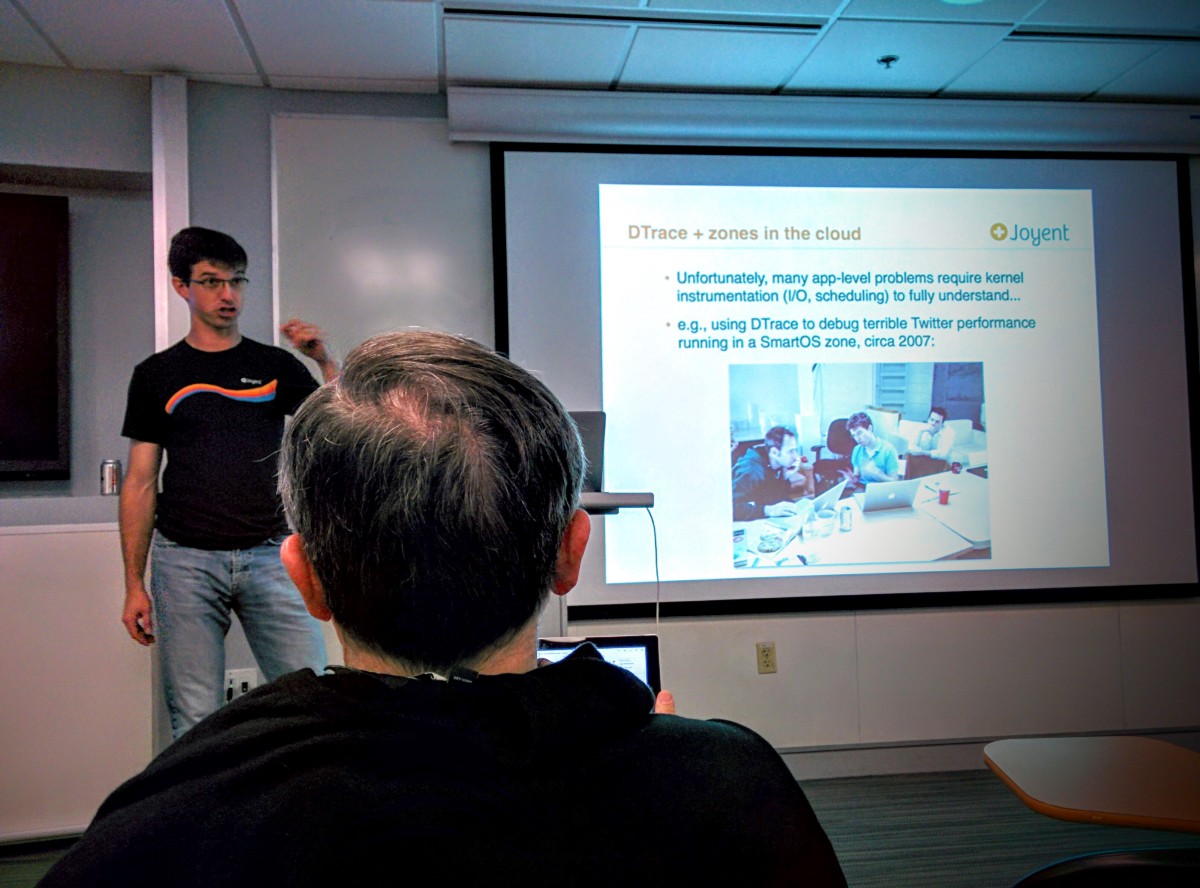 DTrace + zones in the cloud
Joyent
• Unfortunately, many app-level problems require kernel
instrumentation (I/O, scheduling) to fully understand...
• e.g., using DTrace to debug terrible Twitter performance
running in a SmartOS zone, circa 2007:
Joyent